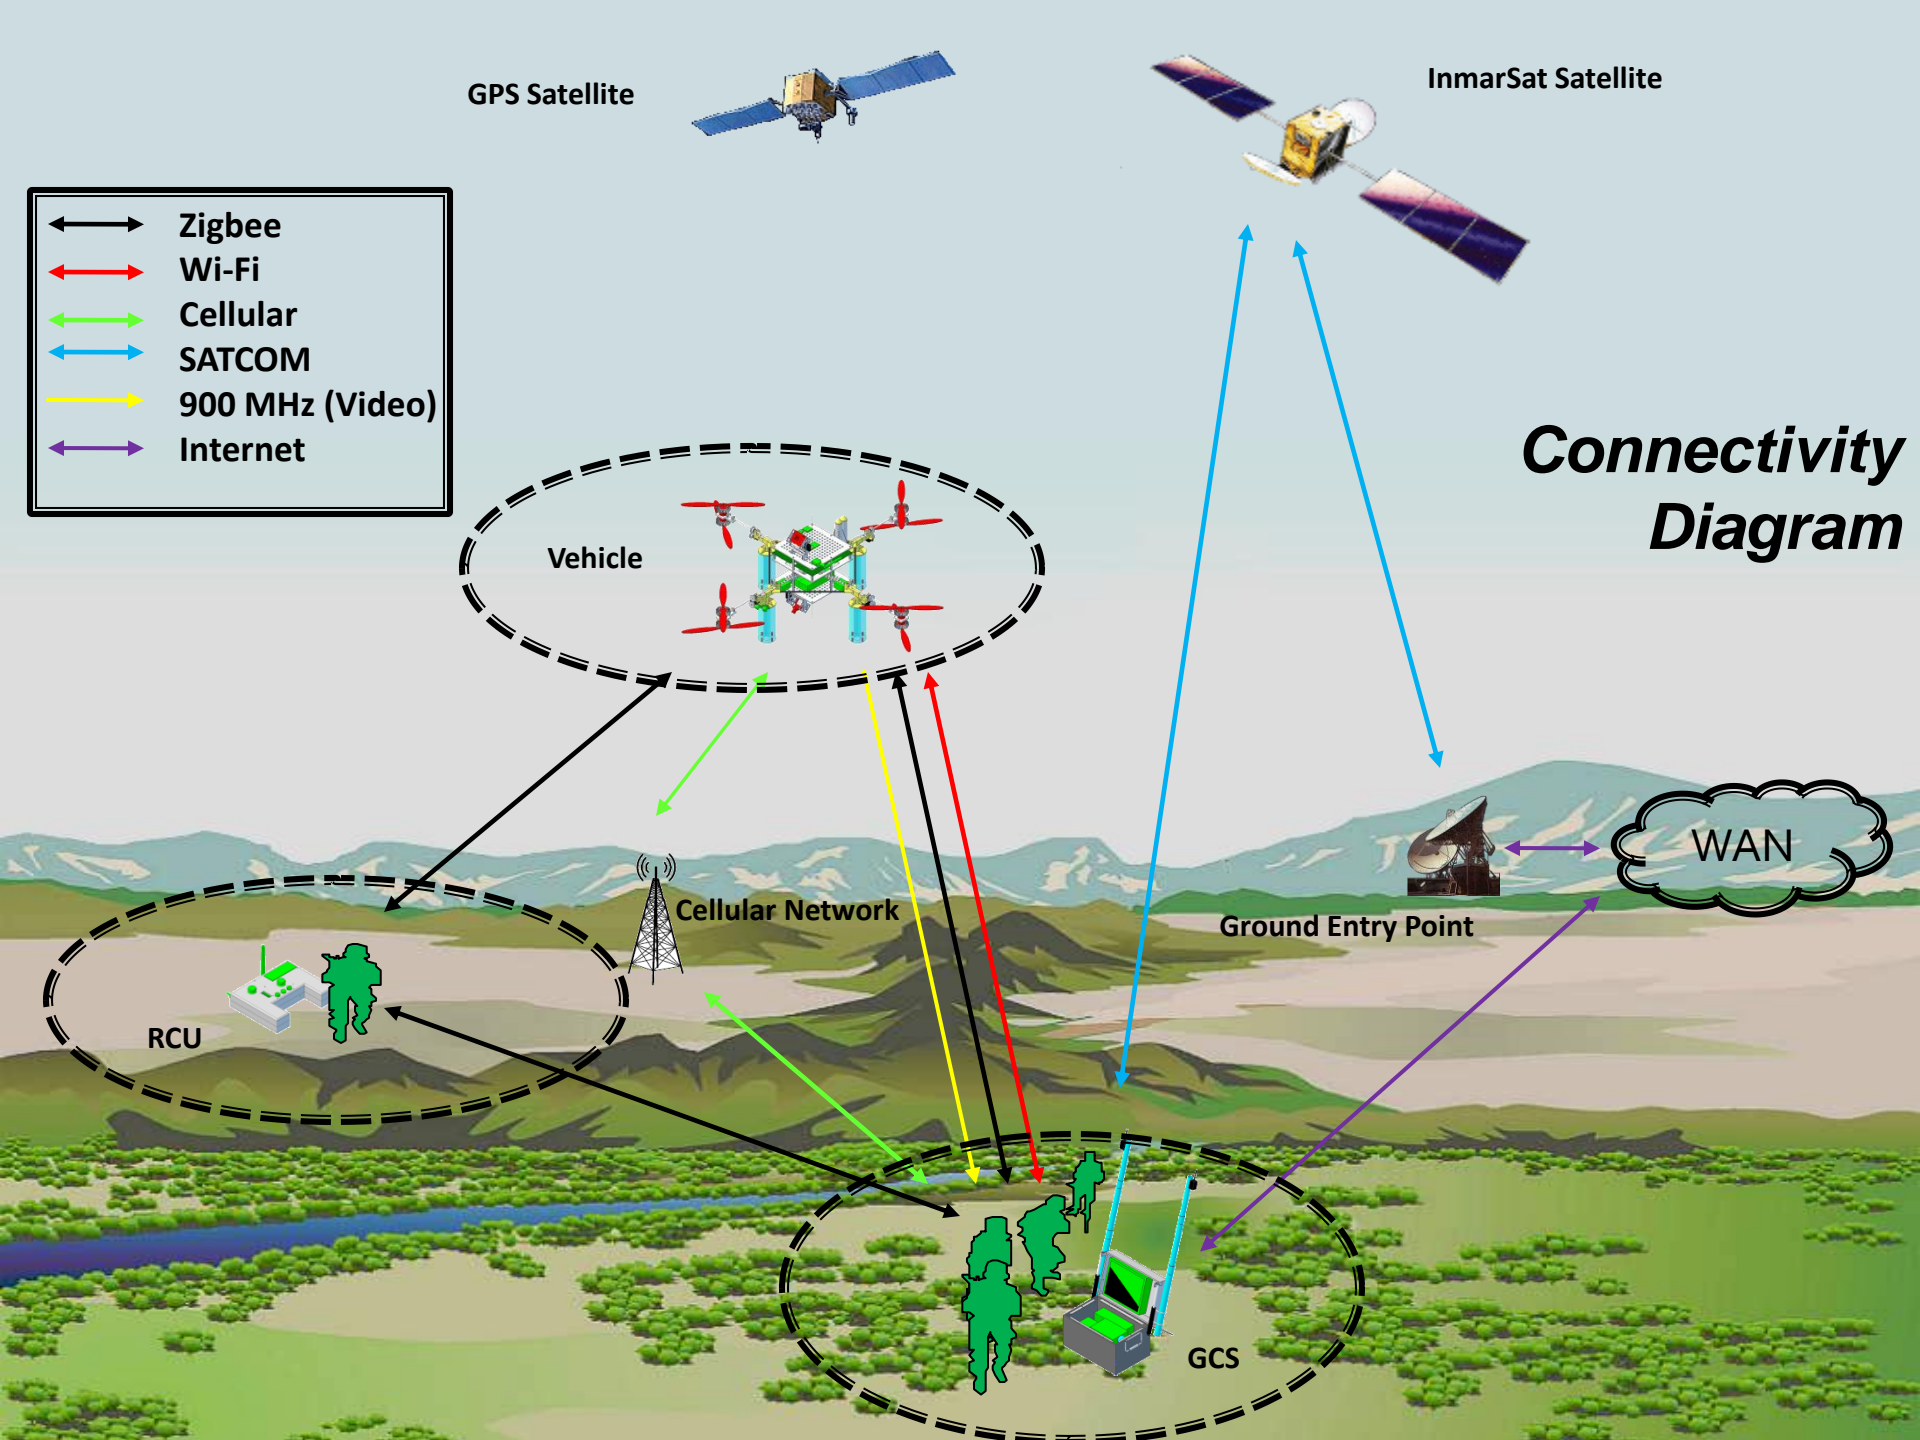 GPS Satellite
InmarSat Satellite
Zigbee
Wi-Fi
Cellular
SATCOM
900 MHz (Video)
Internet
Connectivity
Diagram
Vehicle
WAN
Cellular Network
Ground Entry Point
RCU
GCS